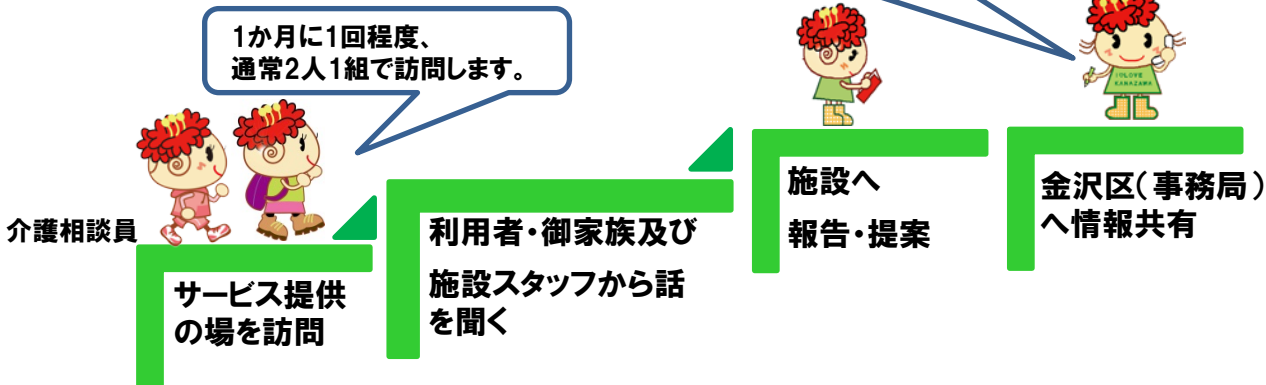 1か月に1回程度、
通常2人1組で訪問します。
介護相談員
サービス提供
の場を訪問
利用者・御家族及び
施設スタッフから話
を聞く
施設へ
報告・提案
金沢区(事務局)
へ情報共有
I♡LOVE
KANAZAWA